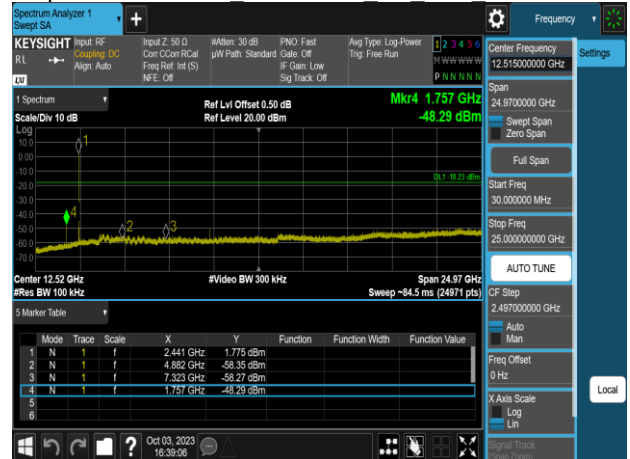 Spectrum Analyzer 1
Swept SA
+
Frequency
KEYSIGHT
RL
LXI
Input: RF
Coupling: DC
Align: Auto
Input Z: 50 Ω
Corr CCorr RCal
Freq Ref: Int (S)
NFE: Off
#Atten: 30 dB
µW Path: Standard
PNO: Fast
Gate: Off
IF Gain: Low
Sig Track: Off
Avg Type: Log-Power
Trig: Free Run
1 2 3 4 5 6
M W W W W W
P N N N N N
1 Spectrum
Scale/Div 10 dB
Ref Lvl Offset 0.50 dB
Ref Level 20.00 dBm
Mkr4 1.757 GHz
-48.29 dBm
Log
10.0
0.00
-10.0
-20.0
-30.0
-40.0
-50.0
-60.0
-70.0
1
4
2
3
DL1 -18.23 dBm
Center 12.52 GHz
#Res BW 100 kHz
#Video BW 300 kHz
Span 24.97 GHz
Sweep ~84.5 ms (24971 pts)
5 Marker Table
Mode Trace Scale X Y Function Function Width Function Value
1 N 1 f 2.441 GHz 1.775 dBm
2 N 1 f 4.882 GHz -58.35 dBm
3 N 1 f 7.323 GHz -58.27 dBm
4 N 1 f 1.757 GHz -48.29 dBm
5
6
?
Oct 03, 2023
16:39:06
Center Frequency
12.515000000 GHz
Settings
Span
24.9700000 GHz
Swept Span
Zero Span
Full Span
Start Freq
30.000000 MHz
Stop Freq
25.000000000 GHz
AUTO TUNE
CF Step
2.497000000 GHz
Auto
Man
Freq Offset
0 Hz
X Axis Scale
Log
Lin
Local
Signal Track
(Span Zoom)